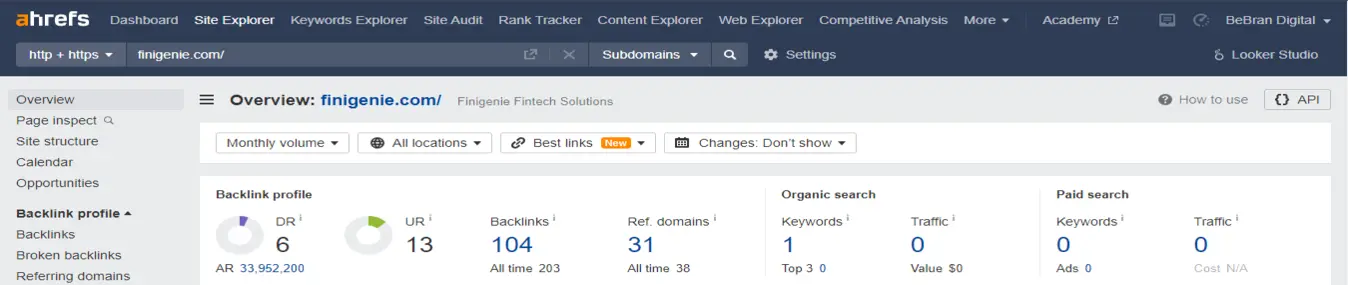 ahrefs Dashboard Site Explorer Keywords Explorer Site Audit Rank Tracker Content Explorer Web Explorer Competitive Analysis More Academy BeBran Digital
http + https finigenie.com/ Subdomains Settings Looker Studio
Overview
Page inspect
Site structure
Calendar
Opportunities
Backlink profile
Backlinks
Broken backlinks
Referring domains
Overview: finigenie.com/ Finigenie Fintech Solutions How to use {} API
Monthly volume All locations Best links New Changes: Don't show
Backlink profile
DR i UR i Backlinks i Ref. domains i
6 13 104 31
AR 33,952,200 All time 203 All time 38
Organic search
Keywords i Traffic i
1 0
Top 3 0 Value $0
Paid search
Keywords i Traffic i
0 0
Ads 0 Cost N/A